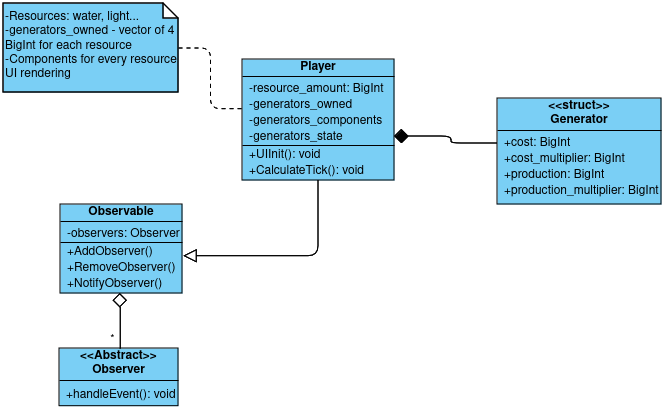 -Resources: water, light...
-generators_owned - vector of 4
BigInt for each resource
-Components for every resource
UI rendering
Player
-resource_amount: BigInt
-generators_owned
-generators_components
-generators_state
+UIInit(): void
+CalculateTick(): void
<<struct>>
Generator
+cost: BigInt
+cost_multiplier: BigInt
+production: BigInt
+production_multiplier: BigInt
Observable
-observers: Observer
+AddObserver()
+RemoveObserver()
+NotifyObserver()
*
<<Abstract>>
Observer
+handleEvent(): void